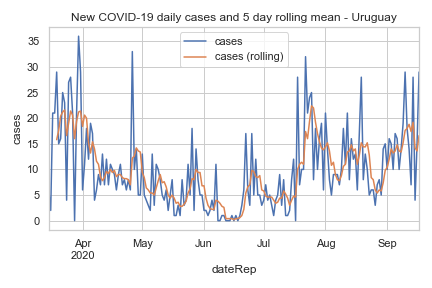 New COVID-19 daily cases and 5 day rolling mean - Uruguay
cases
cases (rolling)
35
30
25
20
15
10
5
0
cases
Apr
2020
May
Jun
Jul
Aug
Sep
dateRep